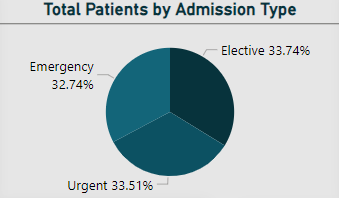 Total Patients by Admission Type
Elective 33.74%
Emergency
32.74%
Urgent 33.51%